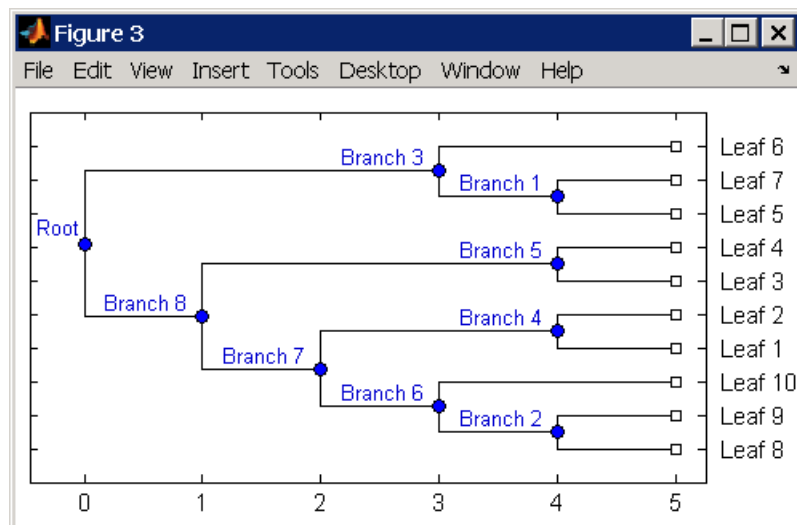 Figure 3
File Edit View Insert Tools Desktop Window Help
Leaf 6
Branch 3
Leaf 7
Branch 1
Leaf 5
Root
Leaf 4
Branch 5
Leaf 3
Branch 8
Leaf 2
Branch 4
Leaf 1
Branch 7
Leaf 10
Branch 6
Leaf 9
Branch 2
Leaf 8
0 1 2 3 4 5